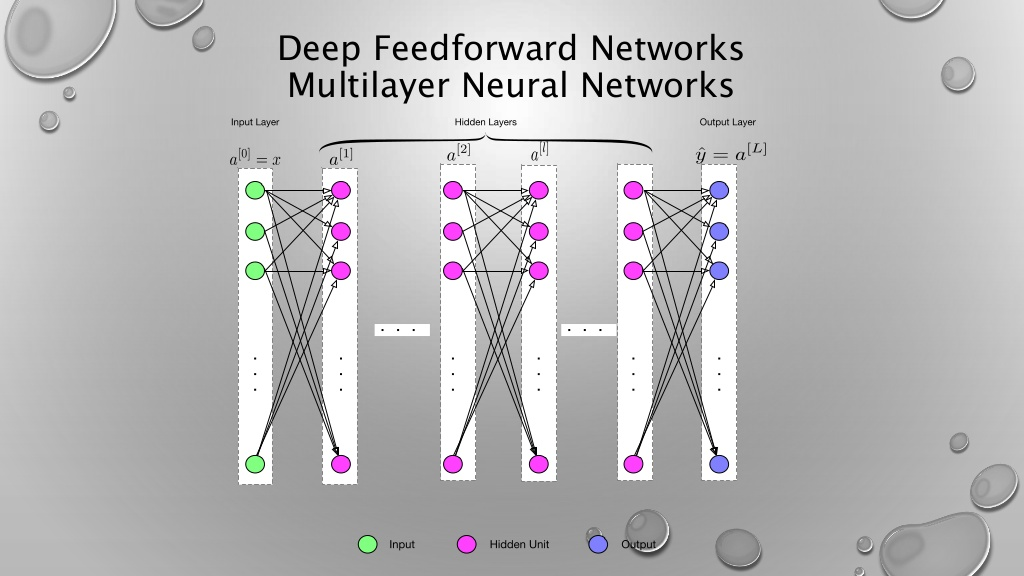 Deep Feedforward Networks
Multilayer Neural Networks
Input Layer
Hidden Layers
Output Layer
a^[0] = x
a^[1]
a^[2]
a^[l]
ŷ = a^[L]
. . .
. . .
Input
Hidden Unit
Output